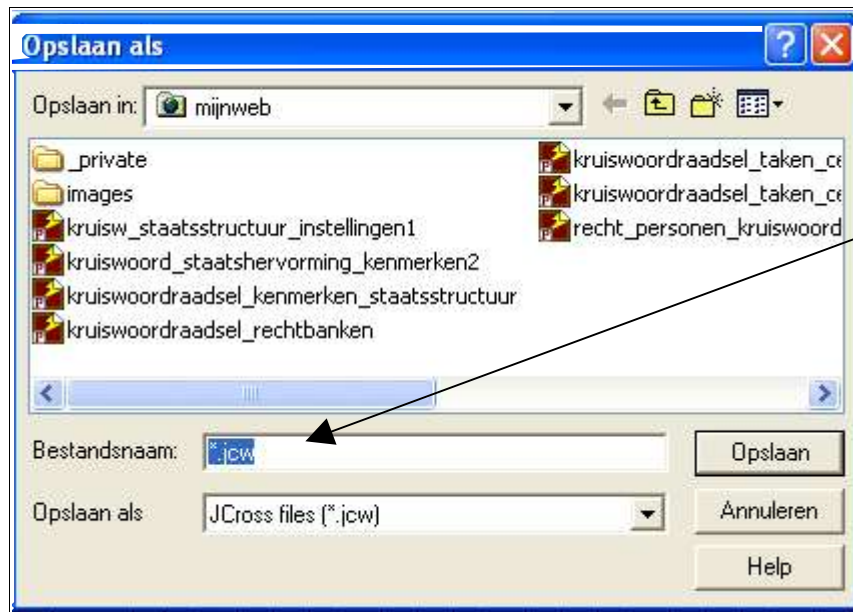 Opslaan als
Opslaan in: mijnweb
_private
images
kruisw_staatsstructuur_instellingen1
kruiswoord_staatshervorming_kenmerken2
kruiswoordraadsel_kenmerken_staatsstructuur
kruiswoordraadsel_rechtbanken
kruiswoordraadsel_taken_ce
kruiswoordraadsel_taken_ce
recht_personen_kruiswoord
Bestandsnaam: *.jcw
Opslaan
Opslaan als JCross files (*.jcw)
Annuleren
Help